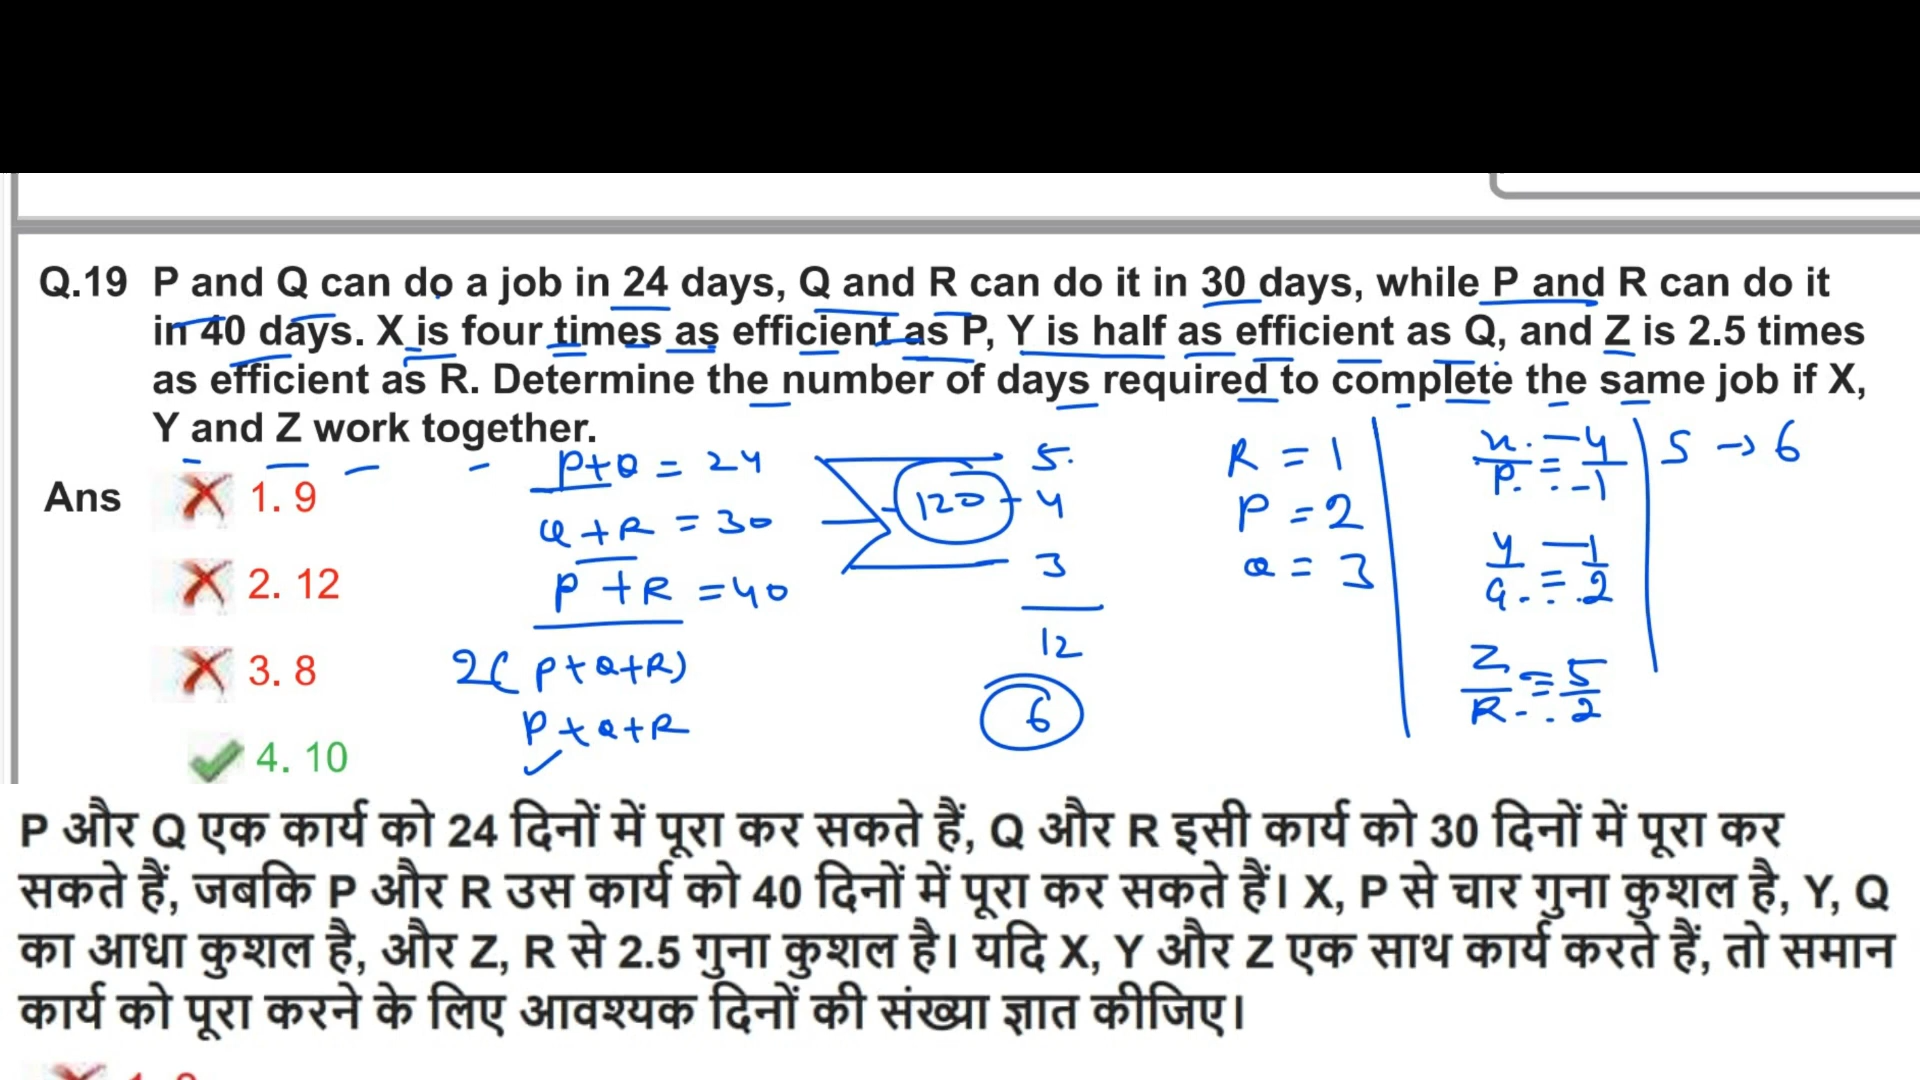 Q.19 P and Q can do a job in 24 days, Q and R can do it in 30 days, while P and R can do it
in 40 days. X is four times as efficient as P, Y is half as efficient as Q, and Z is 2.5 times
as efficient as R. Determine the number of days required to complete the same job if X,
Y and Z work together.
Ans
1. 9
2. 12
3. 8
4. 10
P+Q = 24
Q+R = 30
P+R = 40
2(P+Q+R)
P+Q+R
120
5
4
3
12
6
R = 1
P = 2
Q = 3
x/P = 4/1
y/q = 1/2
Z/R = 5/2
5 → 6
P और Q एक कार्य को 24 दिनों में पूरा कर सकते हैं, Q और R इसी कार्य को 30 दिनों में पूरा कर
सकते हैं, जबकि P और R उस कार्य को 40 दिनों में पूरा कर सकते हैं। X, P से चार गुना कुशल है, Y, Q
का आधा कुशल है, और Z, R से 2.5 गुना कुशल है। यदि X, Y और Z एक साथ कार्य करते हैं, तो समान
कार्य को पूरा करने के लिए आवश्यक दिनों की संख्या ज्ञात कीजिए।